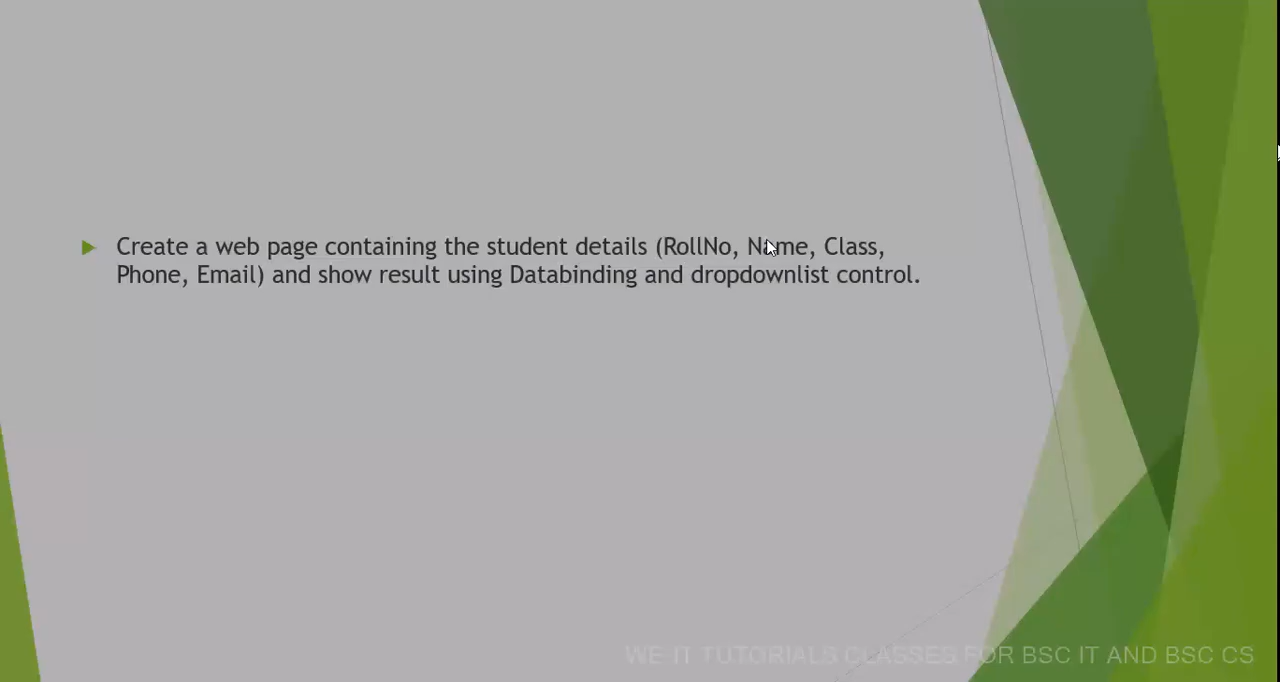 Create a web page containing the student details (RollNo, Name, Class,
Phone, Email) and show result using Databinding and dropdownlist control.
WE-IT TUTORIALS CLASSES FOR BSC IT AND BSC CS